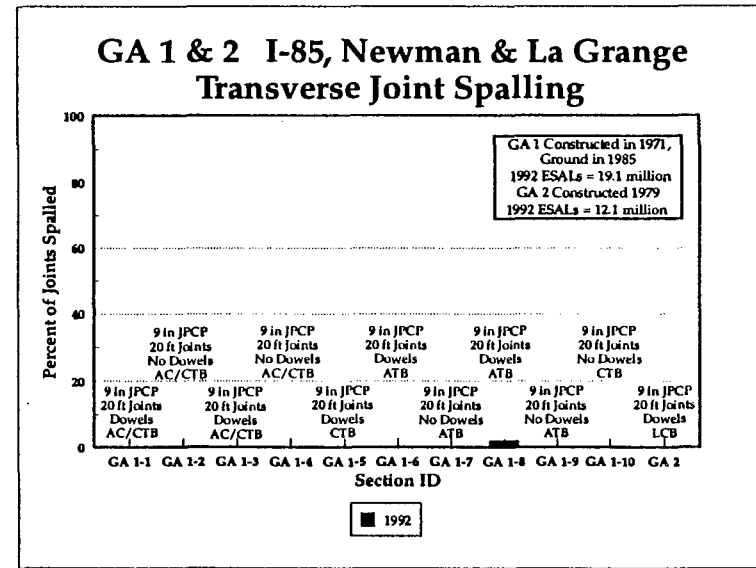 GA 1 & 2 I-85, Newman & La Grange
Transverse Joint Spalling
Percent of Joints Spalled
100
80
60
40
20
0
GA 1 Constructed in 1971,
Ground in 1985
1992 ESALs = 19.1 million
GA 2 Constructed 1979
1992 ESALs = 12.1 million
9 in JPCP
20 ft Joints
Dowels
AC/CTB
9 in JPCP
20 ft Joints
No Dowels
AC/CTB
9 in JPCP
20 ft Joints
Dowels
AC/CTB
9 in JPCP
20 ft Joints
No Dowels
AC/CTB
9 in JPCP
20 ft Joints
Dowels
CTB
9 in JPCP
20 ft Joints
Dowels
ATB
9 in JPCP
20 ft Joints
No Dowels
ATB
9 in JPCP
20 ft Joints
Dowels
ATB
9 in JPCP
20 ft Joints
No Dowels
ATB
9 in JPCP
20 ft Joints
No Dowels
CTB
9 in JPCP
20 ft Joints
Dowels
LCB
GA 1-1 GA 1-2 GA 1-3 GA 1-4 GA 1-5 GA 1-6 GA 1-7 GA 1-8 GA 1-9 GA 1-10 GA 2
Section ID
1992